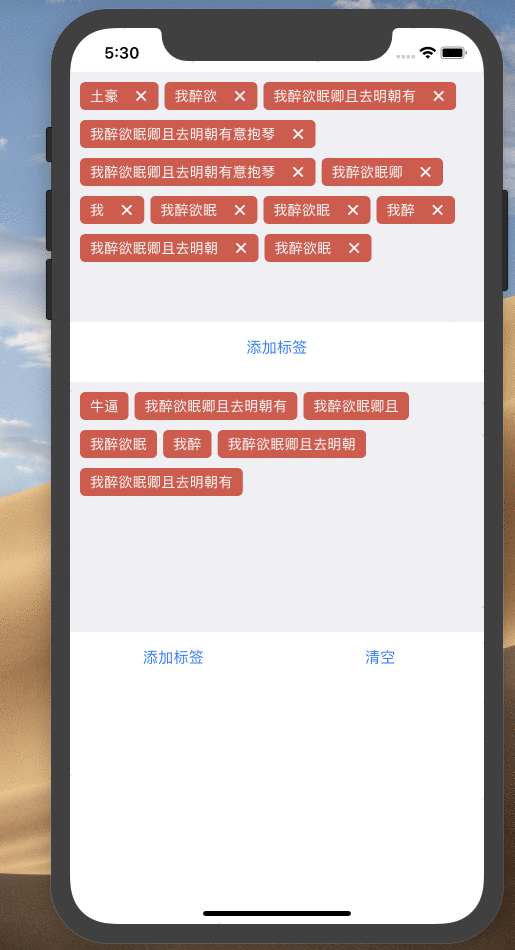 5:30
土豪 × 我醉欲 × 我醉欲眠卿且去明朝有 ×
我醉欲眠卿且去明朝有意抱琴 ×
我醉欲眠卿且去明朝有意抱琴 × 我醉欲眠卿 ×
我 × 我醉欲眠 × 我醉欲眠 × 我醉 ×
我醉欲眠卿且去明朝 × 我醉欲眠 ×
添加标签
牛逼 我醉欲眠卿且去明朝有 我醉欲眠卿且
我醉欲眠 我醉 我醉欲眠卿且去明朝
我醉欲眠卿且去明朝有
添加标签 清空